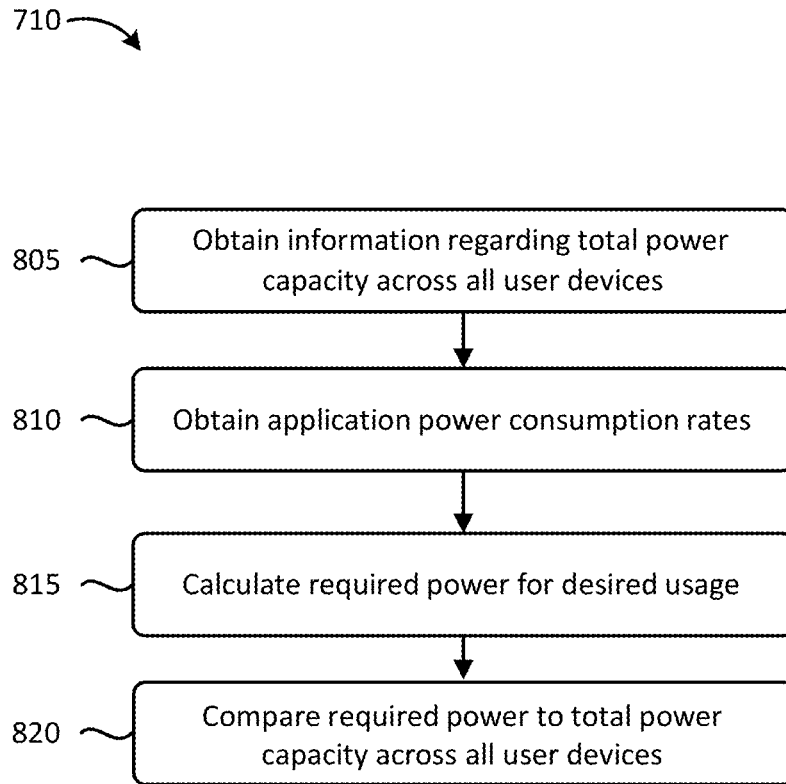 710
805
Obtain information regarding total power
capacity across all user devices
810
Obtain application power consumption rates
815
Calculate required power for desired usage
820
Compare required power to total power
capacity across all user devices